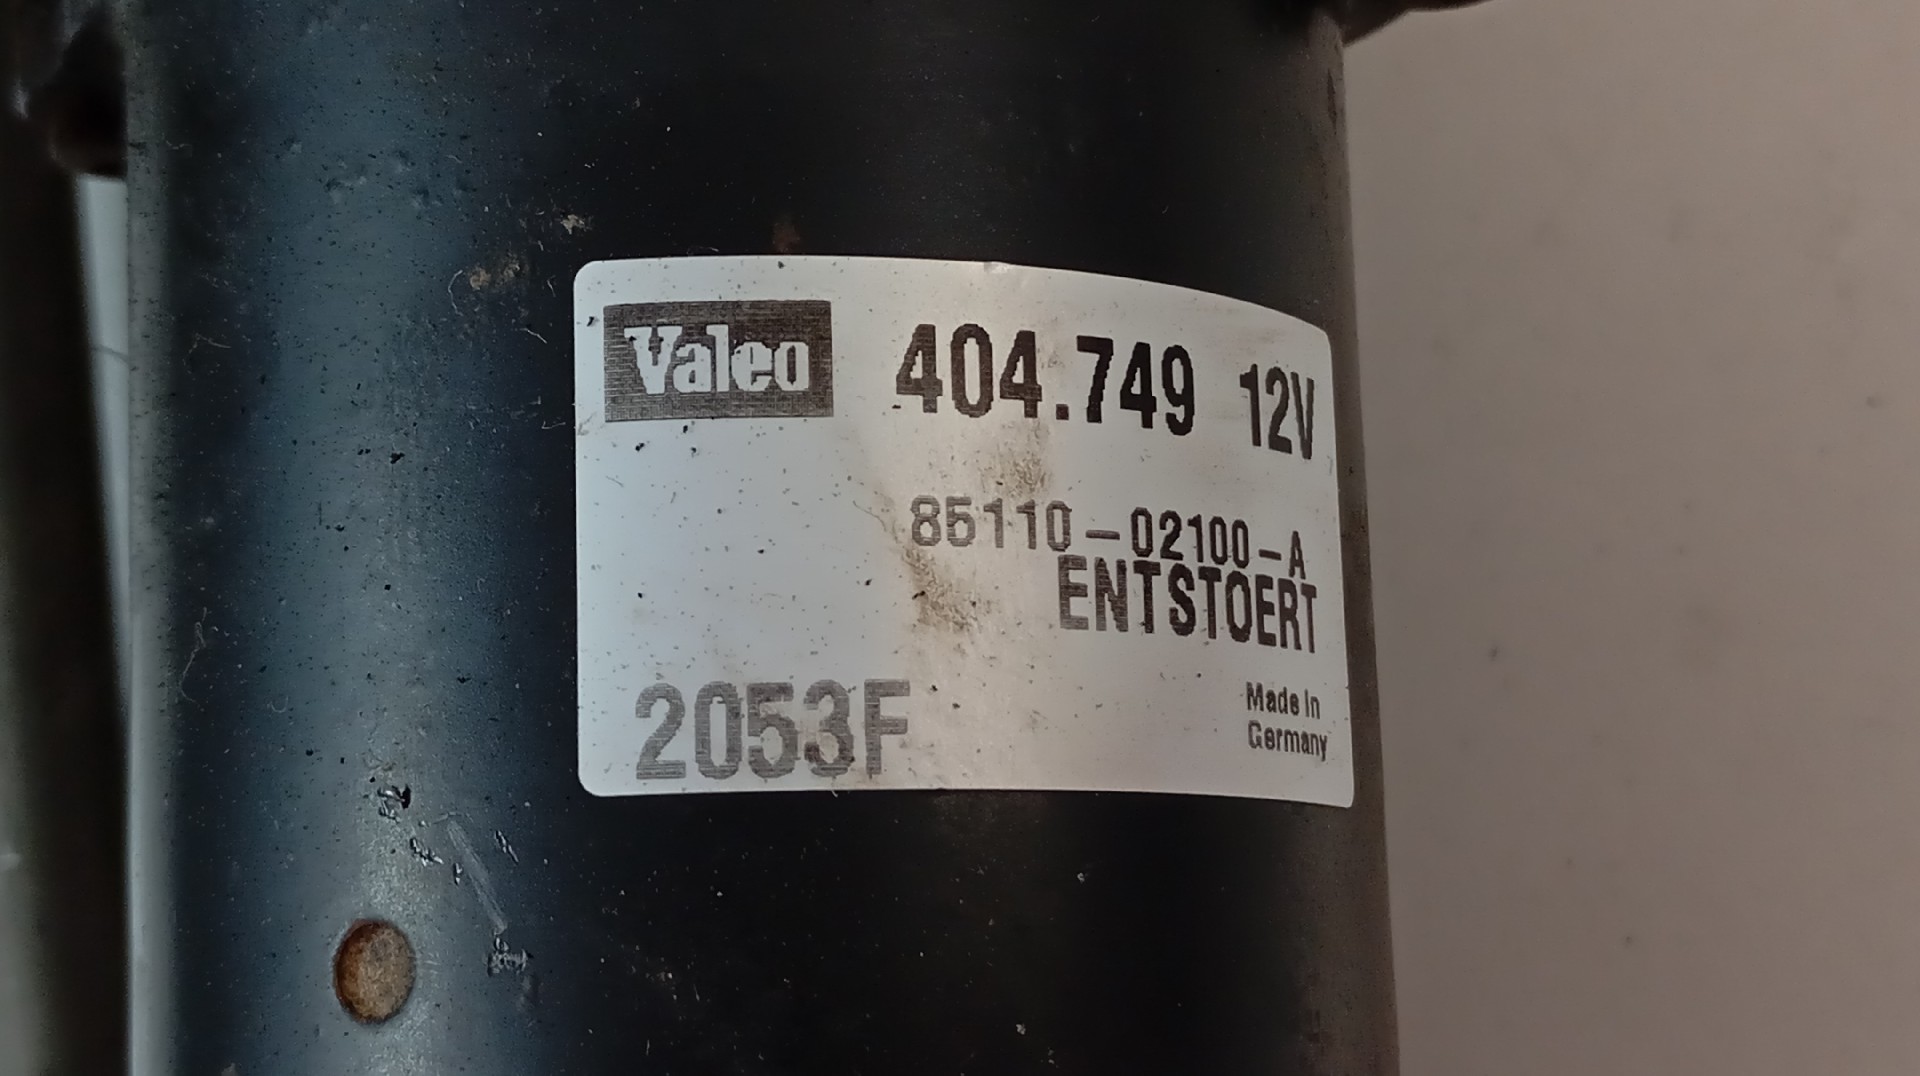 Valeo 404.749 12V
85110-02100-A
ENTSTOERT
2053F
Made in
Germany